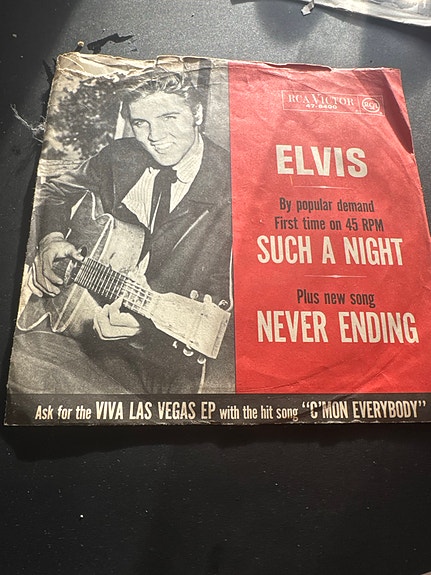 RCA VICTOR RCA
47-8400
ELVIS
By popular demand
First time on 45 RPM
SUCH A NIGHT
Plus new song
NEVER ENDING
Ask for the VIVA LAS VEGAS EP with the hit song "C'MON EVERYBODY"